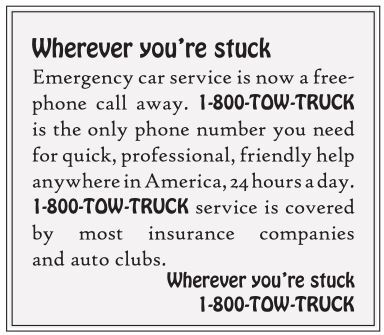 Wherever you're stuck
Emergency car service is now a free-
phone call away. 1-800-TOW-TRUCK
is the only phone number you need
for quick, professional, friendly help
anywhere in America, 24 hours a day.
1-800-TOW-TRUCK service is covered
by most insurance companies
and auto clubs.
Wherever you're stuck
1-800-TOW-TRUCK